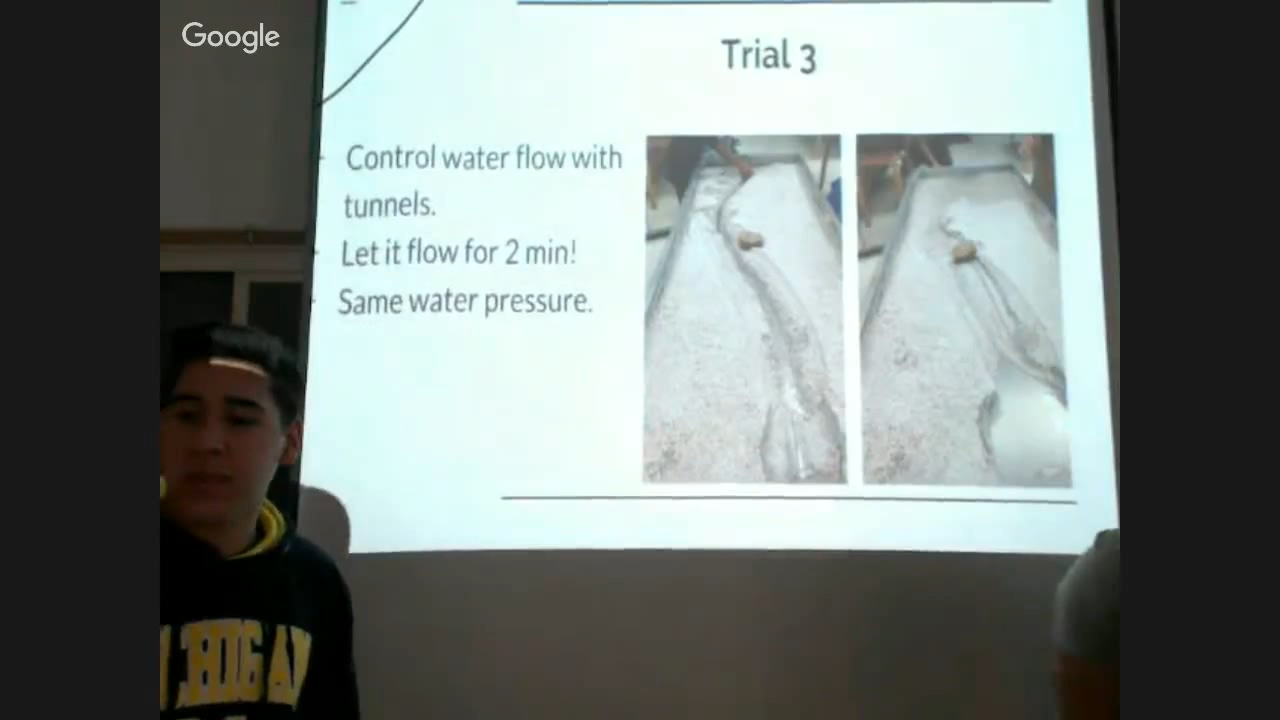 Google
Trial 3
Control water flow with
tunnels.
Let it flow for 2 min!
Same water pressure.